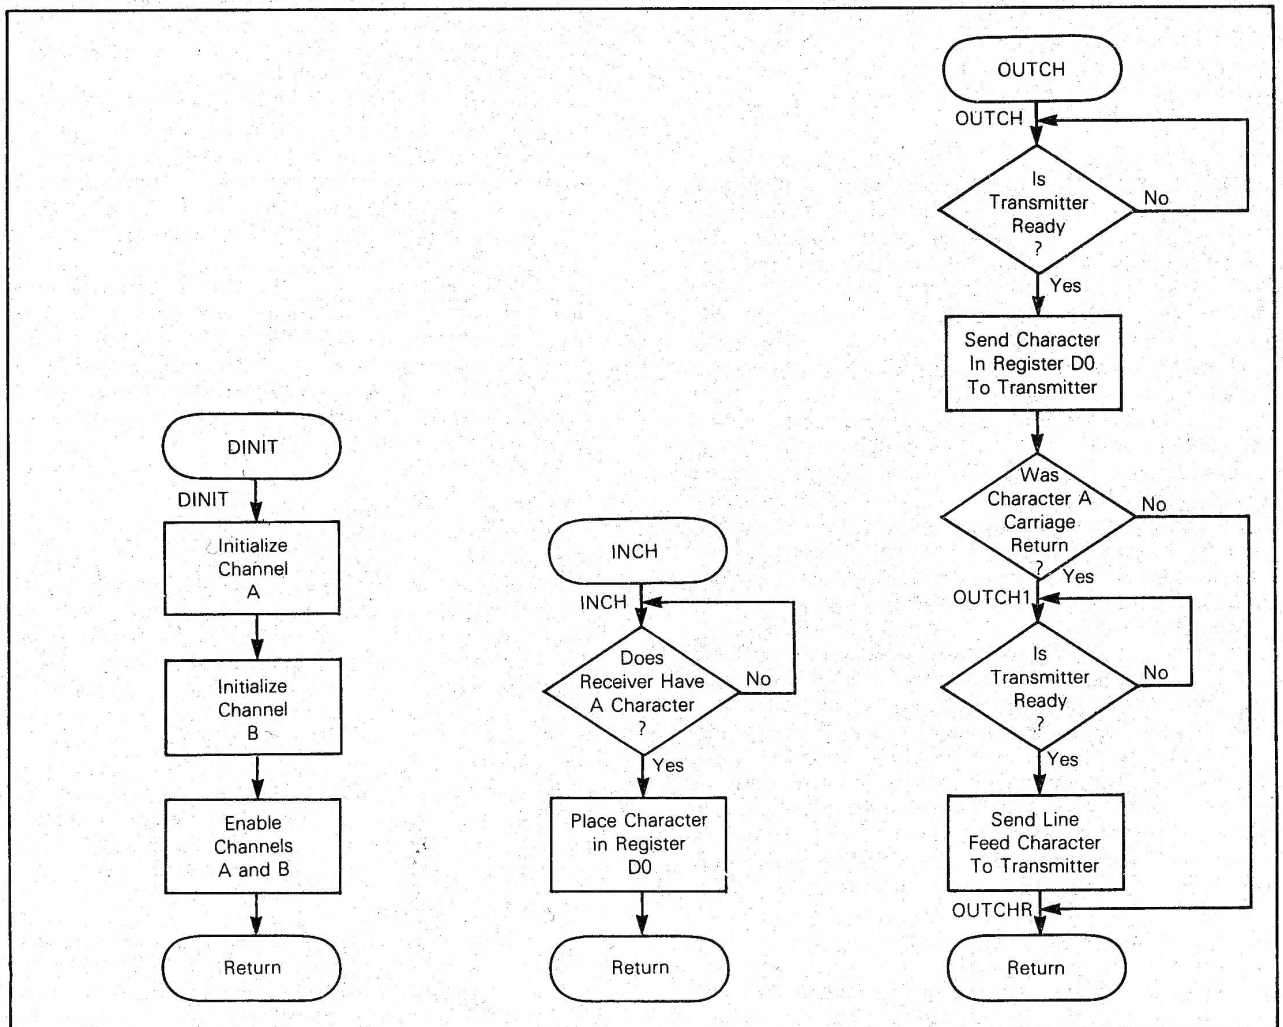 DINIT
DINIT
Initialize
Channel
A
Initialize
Channel
B
Enable
Channels
A and B
Return
INCH
INCH
Does
Receiver Have
A Character
?
No
Yes
Place Character
in Register
D0
Return
OUTCH
OUTCH
Is
Transmitter
Ready
?
No
Yes
Send Character
In Register D0
To Transmitter
Was
Character A
Carriage
Return
?
No
Yes
OUTCH1
Is
Transmitter
Ready
?
No
Yes
Send Line
Feed Character
To Transmitter
OUTCHR
Return